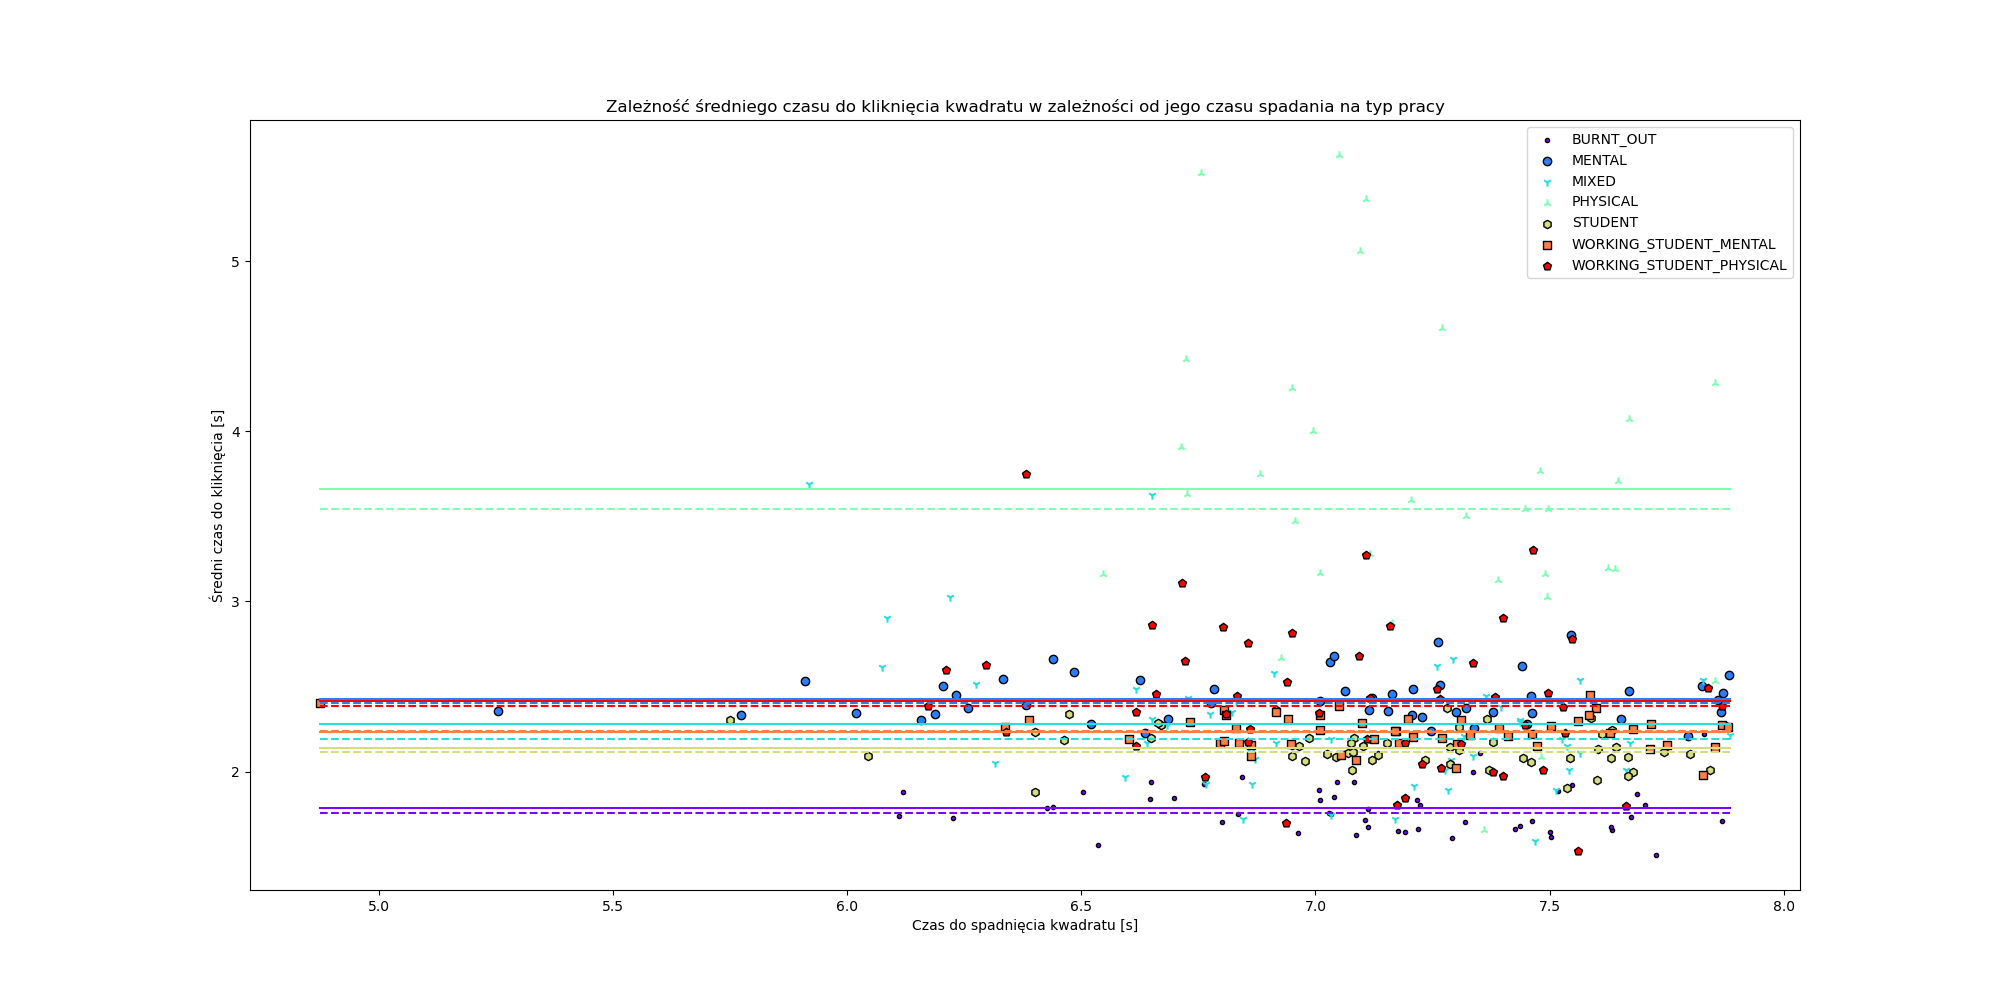 Zależność średniego czasu do kliknięcia kwadratu w zależności od jego czasu spadania na typ pracy
BURNT_OUT
MENTAL
MIXED
PHYSICAL
STUDENT
WORKING_STUDENT_MENTAL
WORKING_STUDENT_PHYSICAL
Średni czas do kliknięcia [s]
5
4
3
2
5.0
5.5
6.0
6.5
7.0
7.5
8.0
Czas do spadnięcia kwadratu [s]